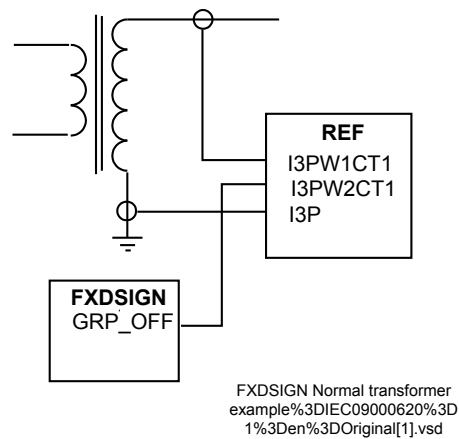 REF
I3PW1CT1
I3PW2CT1
I3P
FXDSIGN
GRP_OFF
FXDSIGN Normal transformer
example%3DIEC09000620%3D
1%3Den%3DOriginal[1].vsd